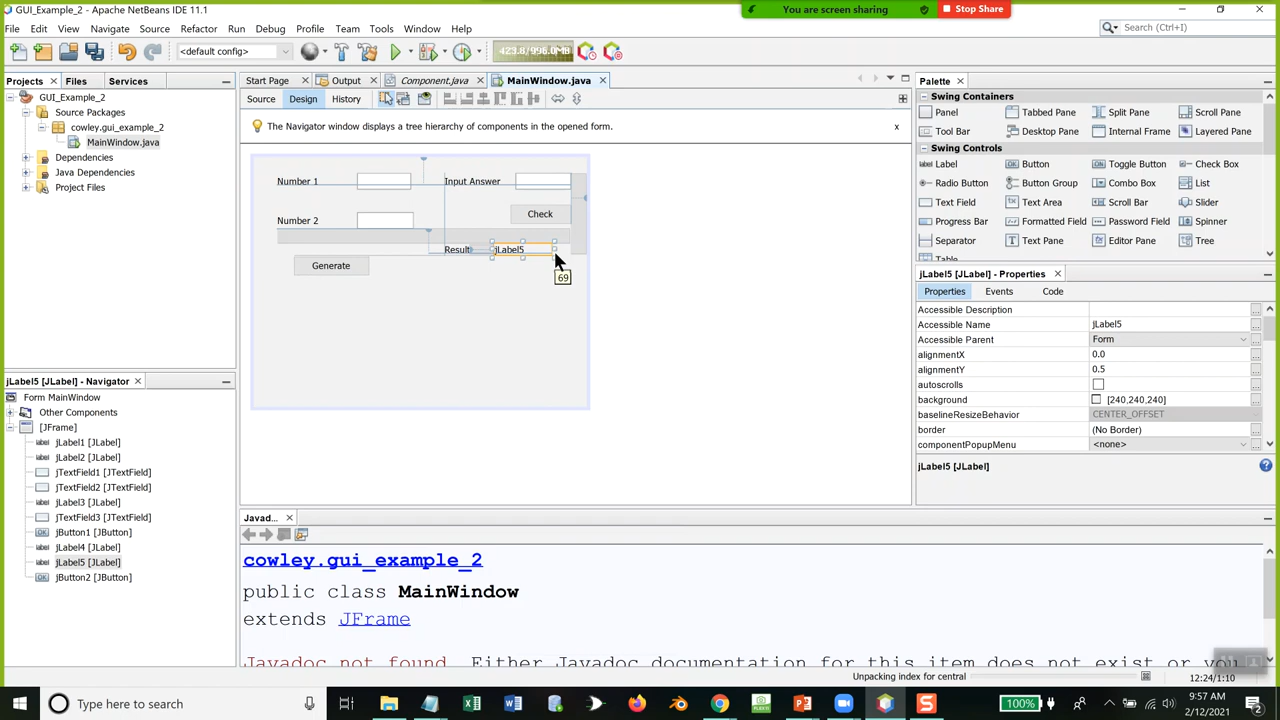 GUI_Example_2 - Apache NetBeans IDE 11.1
You are screen sharing
Stop Share
File Edit View Navigate Source Refactor Run Debug Profile Team Tools Window Help
Search (Ctrl+I)
<default config>
423.8/998.0MB
Projects Files Services
GUI_Example_2
Source Packages
cowley.gui_example_2
MainWindow.java
Dependencies
Java Dependencies
Project Files
Start Page Output Component.java MainWindow.java
Source Design History
The Navigator window displays a tree hierarchy of components in the opened form. x
Number 1
Input Answer
Check
Number 2
Result
jLabel5
69
Generate
Palette
Swing Containers
Panel Tabbed Pane Split Pane Scroll Pane
Tool Bar Desktop Pane Internal Frame Layered Pane
Swing Controls
Label Button Toggle Button Check Box
Radio Button Button Group Combo Box List
Text Field Text Area Scroll Bar Slider
Progress Bar Formatted Field Password Field Spinner
Separator Text Pane Editor Pane Tree
Table
jLabel5 [JLabel] - Properties
Properties Events Code
Accessible Description
Accessible Name jLabel5
Accessible Parent Form
alignmentX 0.0
alignmentY 0.5
autoscrolls
background [240,240,240]
baselineResizeBehavior CENTER_OFFSET
border (No Border)
componentPopupMenu <none>
jLabel5 [JLabel]
jLabel5 [JLabel] - Navigator
Form MainWindow
Other Components
[JFrame]
jLabel1 [JLabel]
jLabel2 [JLabel]
jTextField1 [JTextField]
jTextField2 [JTextField]
jLabel3 [JLabel]
jTextField3 [JTextField]
jButton1 [JButton]
jLabel4 [JLabel]
jLabel5 [JLabel]
jButton2 [JButton]
Javad...
cowley.gui_example_2
public class MainWindow
extends JFrame
Javadoc not found. Either Javadoc documentation for this item does not exist or you
Unpacking index for central
12:24/1:10
Type here to search
100%
9:57 AM
2/12/2021